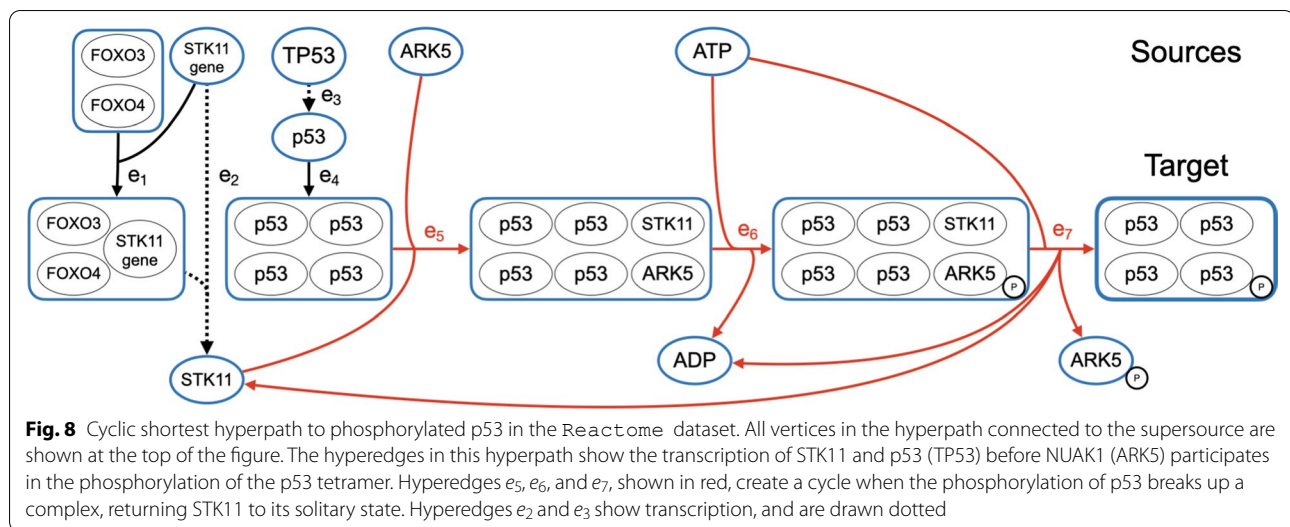 FOXO3
FOXO4
STK11
gene
TP53
ARK5
ATP
Sources
e3
p53
e1
e2
e4
Target
FOXO3
FOXO4
STK11
gene
p53 p53
p53 p53
e5
p53 p53 STK11
p53 p53 ARK5
e6
p53 p53 STK11
p53 p53 ARK5 P
e7
p53 p53
p53 p53 P
STK11
ADP
ARK5 P
Fig. 8 Cyclic shortest hyperpath to phosphorylated p53 in the Reactome dataset. All vertices in the hyperpath connected to the supersource are
shown at the top of the figure. The hyperedges in this hyperpath show the transcription of STK11 and p53 (TP53) before NUAK1 (ARK5) participates
in the phosphorylation of the p53 tetramer. Hyperedges e5, e6, and e7, shown in red, create a cycle when the phosphorylation of p53 breaks up a
complex, returning STK11 to its solitary state. Hyperedges e2 and e3 show transcription, and are drawn dotted